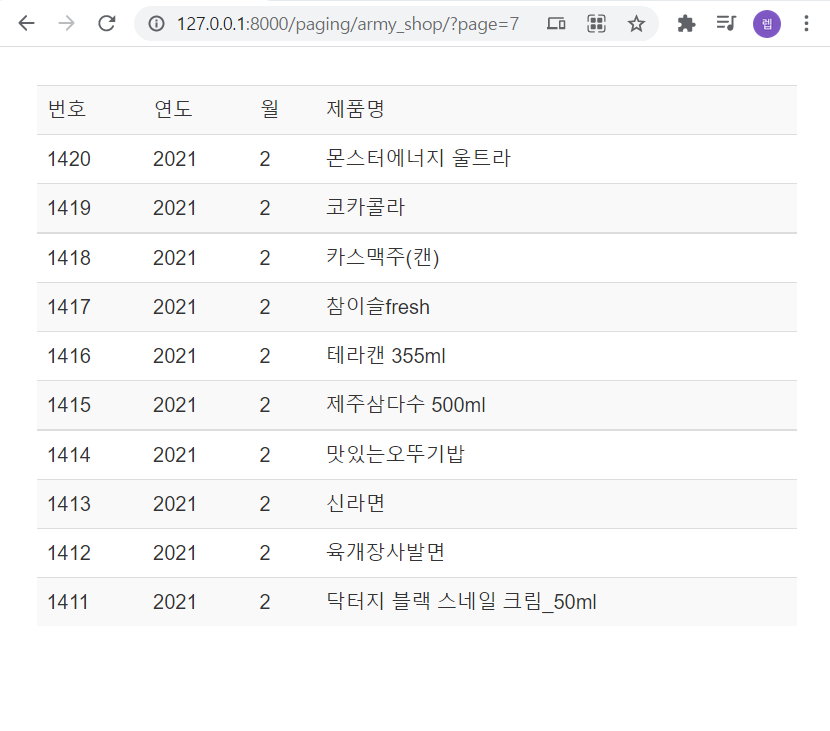 127.0.0.1:8000/paging/army_shop/?page=7
렙
번호 연도 월 제품명
1420 2021 2 몬스터에너지 울트라
1419 2021 2 코카콜라
1418 2021 2 카스맥주(캔)
1417 2021 2 참이슬fresh
1416 2021 2 테라캔 355ml
1415 2021 2 제주삼다수 500ml
1414 2021 2 맛있는오뚜기밥
1413 2021 2 신라면
1412 2021 2 육개장사발면
1411 2021 2 닥터지 블랙 스네일 크림_50ml